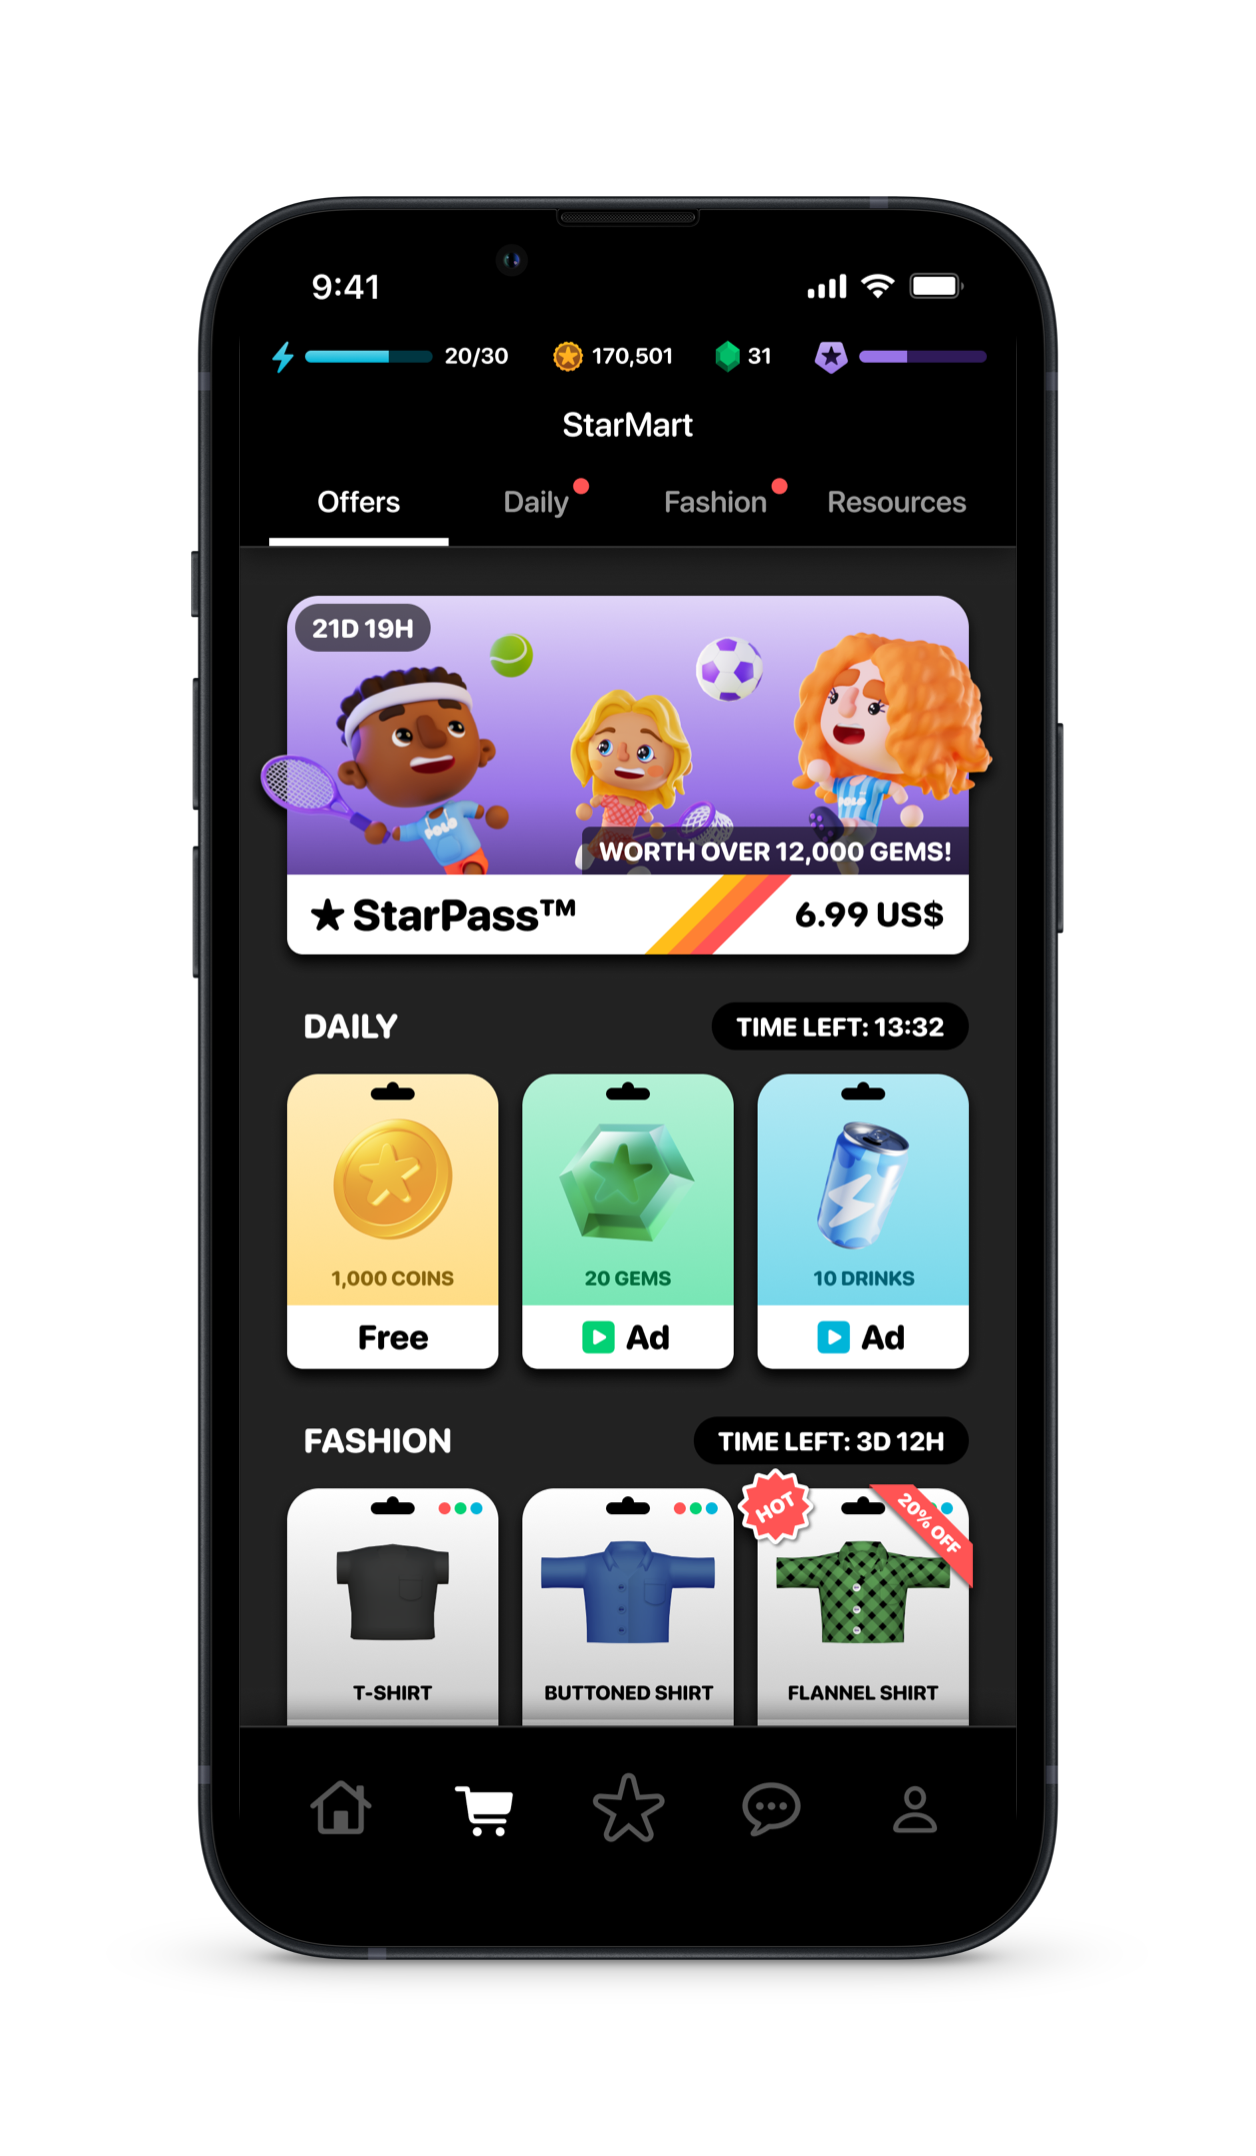 9:41
20/30 170,501 31
StarMart
Offers Daily Fashion Resources
21D 19H
POLO
POLO
WORTH OVER 12,000 GEMS!
StarPass™ 6.99 US$
DAILY TIME LEFT: 13:32
1,000 COINS 20 GEMS 10 DRINKS
Free Ad Ad
FASHION TIME LEFT: 3D 12H
HOT 20% OFF
T-SHIRT BUTTONED SHIRT FLANNEL SHIRT